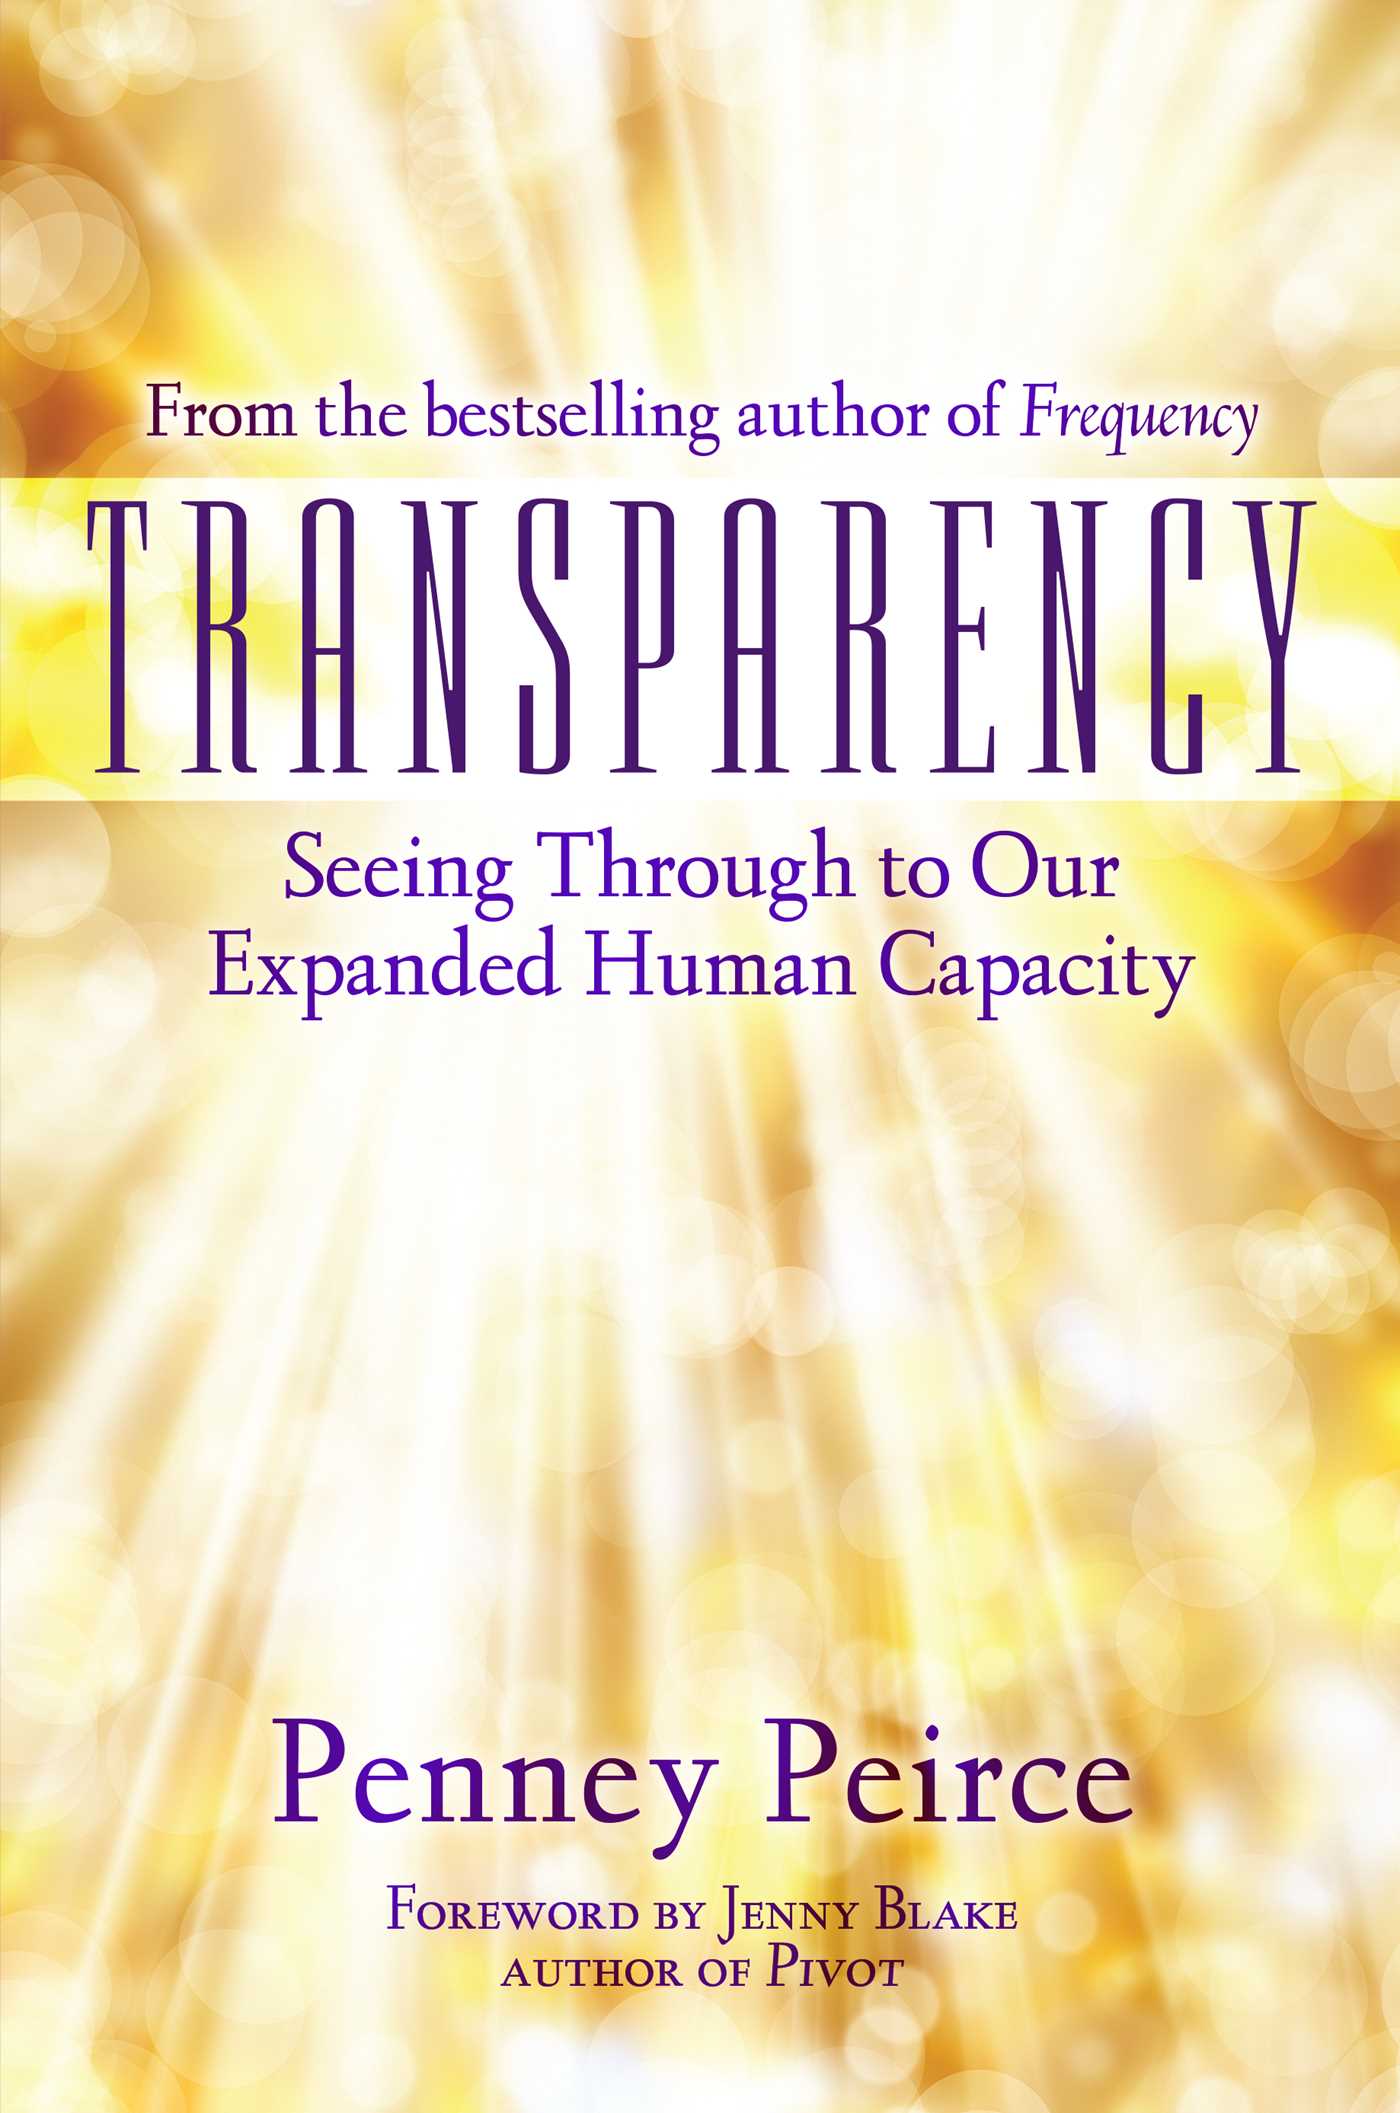 From the bestselling author of Frequency
TRANSPARENCY
Seeing Through to Our
Expanded Human Capacity
Penney Peirce
Foreword by Jenny Blake
author of Pivot